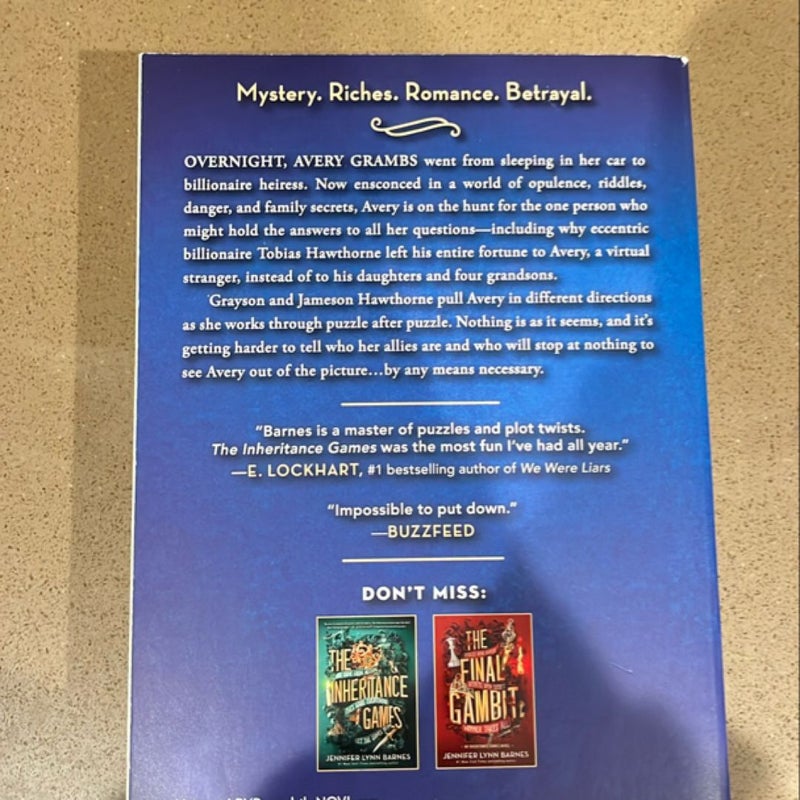 Mystery. Riches. Romance. Betrayal.
OVERNIGHT, AVERY GRAMBS went from sleeping in her car to
billionaire heiress. Now ensconced in a world of opulence, riddles,
danger, and family secrets, Avery is on the hunt for the one person who
might hold the answers to all her questions—including why eccentric
billionaire Tobias Hawthorne left his entire fortune to Avery, a virtual
stranger, instead of to his daughters and four grandsons.
Grayson and Jameson Hawthorne pull Avery in different directions
as she works through puzzle after puzzle. Nothing is as it seems, and it's
getting harder to tell who her allies are and who will stop at nothing to
see Avery out of the picture...by any means necessary.
"Barnes is a master of puzzles and plot twists.
The Inheritance Games was the most fun I've had all year."
—E. LOCKHART, #1 bestselling author of We Were Liars
"Impossible to put down."
—BUZZFEED
DON'T MISS:
THE
INHERITANCE
GAMES
JENNIFER LYNN BARNES
THE
FINAL
GAMBIT
JENNIFER LYNN BARNES